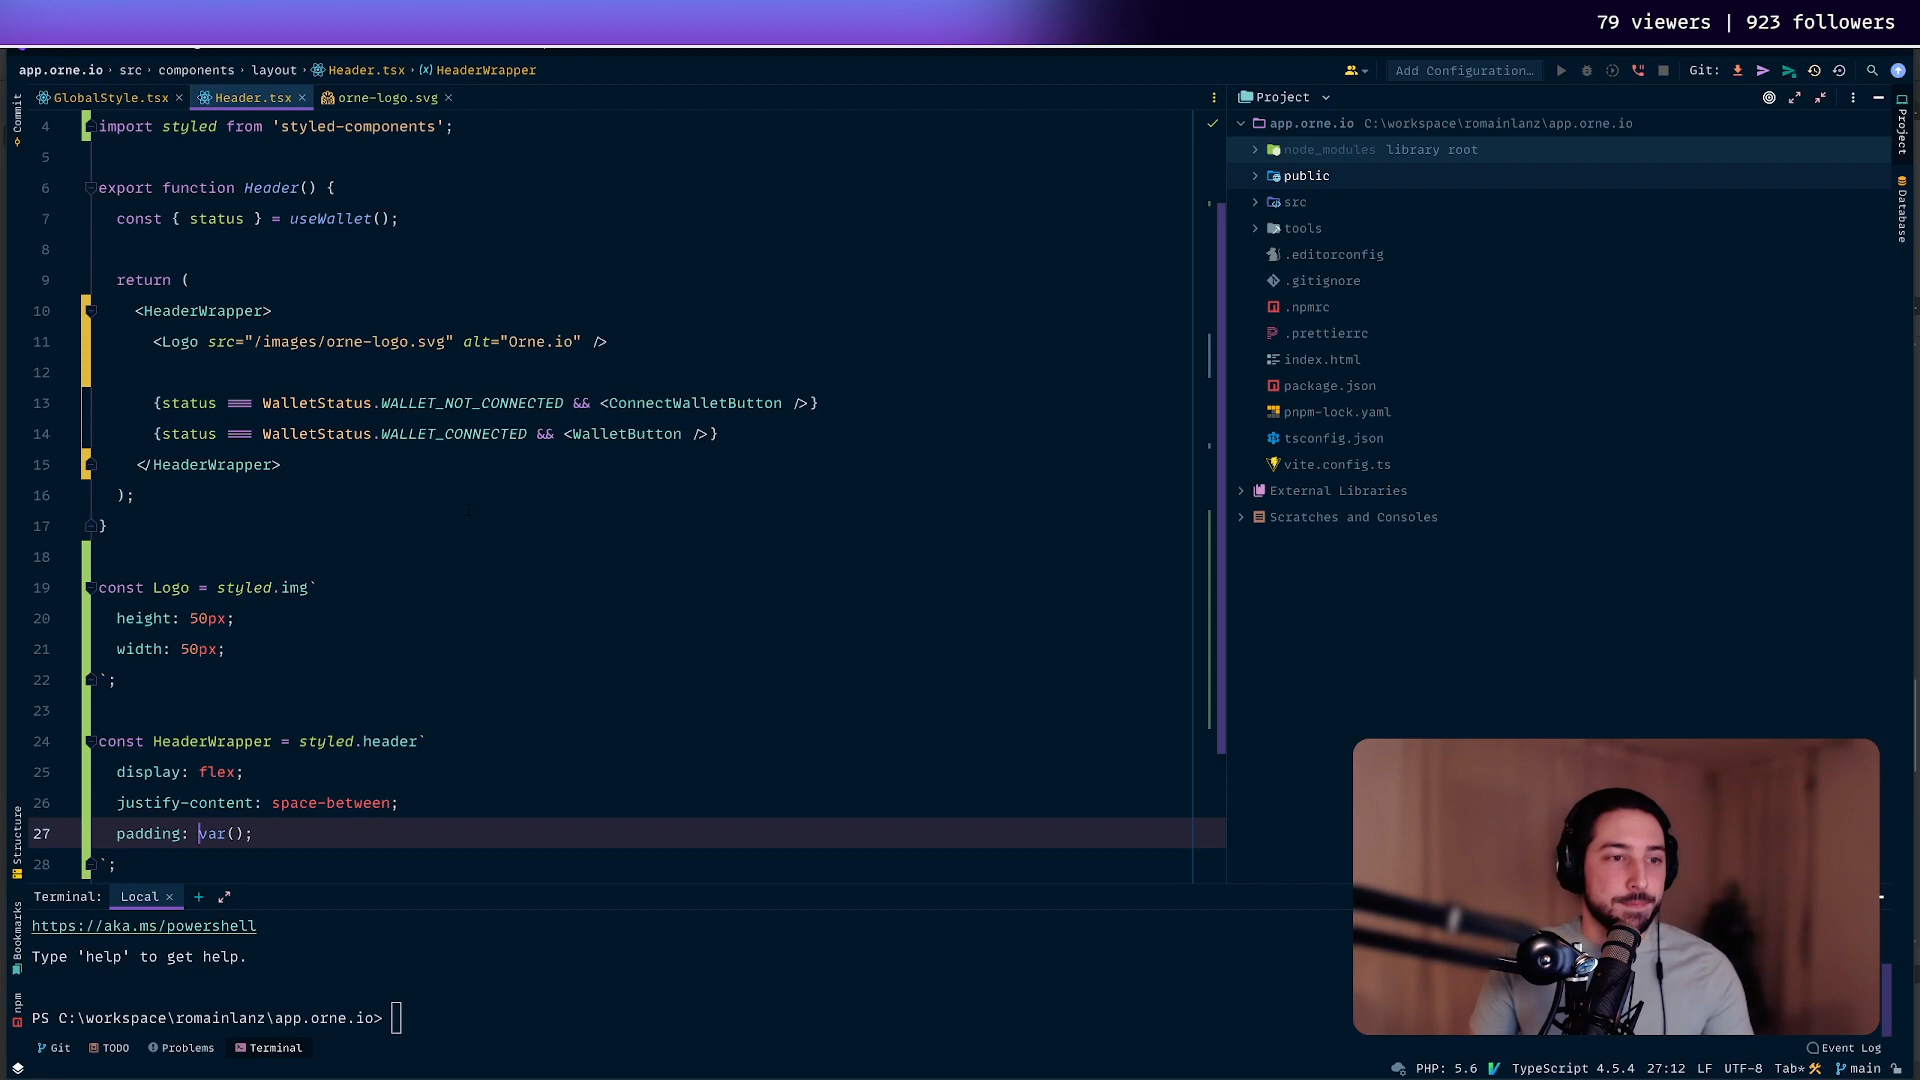 79 viewers | 923 followers
app.orne.io › src › components › layout › Header.tsx › HeaderWrapper
Add Configuration...
Git:
GlobalStyle.tsx
Header.tsx
orne-logo.svg
Project
Commit
Project
Database
Structure
Bookmarks
npm
4 import styled from 'styled-components';
5
6 export function Header() {
7 const { status } = useWallet();
8
9 return (
10 <HeaderWrapper>
11 <Logo src="/images/orne-logo.svg" alt="Orne.io" />
12
13 {status === WalletStatus.WALLET_NOT_CONNECTED && <ConnectWalletButton />}
14 {status === WalletStatus.WALLET_CONNECTED && <WalletButton />}
15 </HeaderWrapper>
16 );
17 }
18
19 const Logo = styled.img`
20 height: 50px;
21 width: 50px;
22 `;
23
24 const HeaderWrapper = styled.header`
25 display: flex;
26 justify-content: space-between;
27 padding: var();
28 `;
app.orne.io C:\workspace\romainlanz\app.orne.io
node_modules library root
public
src
tools
.editorconfig
.gitignore
.npmrc
.prettierrc
index.html
package.json
pnpm-lock.yaml
tsconfig.json
vite.config.ts
External Libraries
Scratches and Consoles
Terminal: Local
https://aka.ms/powershell
Type 'help' to get help.
PS C:\workspace\romainlanz\app.orne.io>
Git TODO Problems Terminal
Event Log
PHP: 5.6 TypeScript 4.5.4 27:12 LF UTF-8 Tab* main